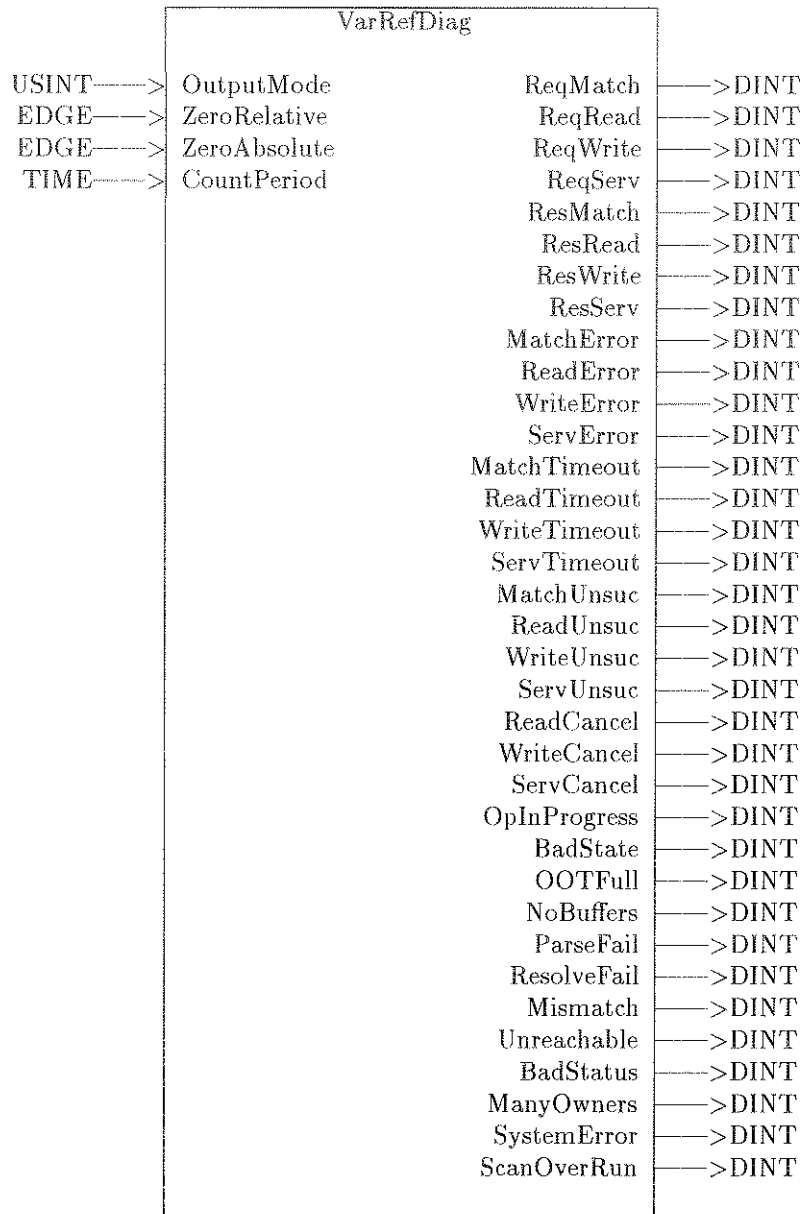 VarRefDiag
USINT----> OutputMode ReqMatch ---->DINT
EDGE----> ZeroRelative ReqRead ---->DINT
EDGE----> ZeroAbsolute ReqWrite ---->DINT
TIME----> CountPeriod ReqServ ---->DINT
ResMatch ---->DINT
ResRead ---->DINT
ResWrite ---->DINT
ResServ ---->DINT
MatchError ---->DINT
ReadError ---->DINT
WriteError ---->DINT
ServError ---->DINT
MatchTimeout ---->DINT
ReadTimeout ---->DINT
WriteTimeout ---->DINT
ServTimeout ---->DINT
MatchUnsuc ---->DINT
ReadUnsuc ---->DINT
WriteUnsuc ---->DINT
ServUnsuc ---->DINT
ReadCancel ---->DINT
WriteCancel ---->DINT
ServCancel ---->DINT
OpInProgress ---->DINT
BadState ---->DINT
OOTFull ---->DINT
NoBuffers ---->DINT
ParseFail ---->DINT
ResolveFail ---->DINT
Mismatch ---->DINT
Unreachable ---->DINT
BadStatus ---->DINT
ManyOwners ---->DINT
SystemError ---->DINT
ScanOverRun ---->DINT